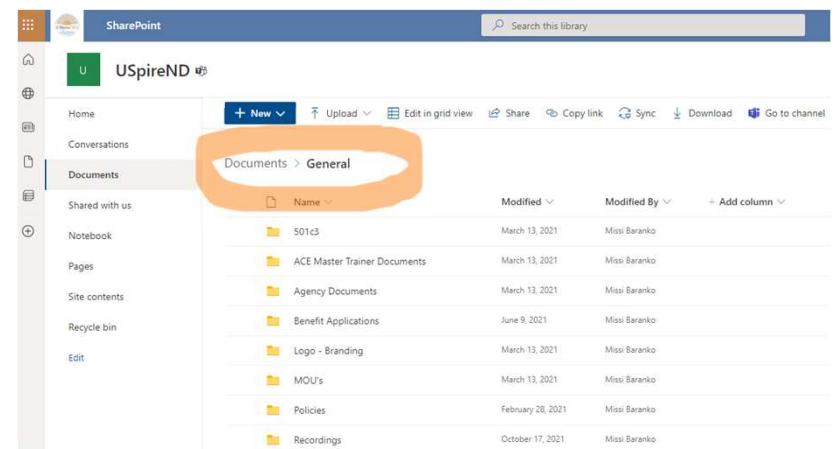 SharePoint
Search this library
U
USpireND
Home
+ New Upload Edit in grid view Share Copy link Sync Download Go to channel
Conversations
Documents > General
Documents
Name Modified Modified By + Add column
Shared with us
501c3 March 13, 2021 Missi Baranko
Notebook
ACE Master Trainer Documents March 13, 2021 Missi Baranko
Pages
Agency Documents March 13, 2021 Missi Baranko
Site contents
Benefit Applications June 9, 2021 Missi Baranko
Recycle bin
Logo - Branding March 13, 2021 Missi Baranko
Edit
MOU's March 13, 2021 Missi Baranko
Policies February 28, 2021 Missi Baranko
Recordings October 17, 2021 Missi Baranko